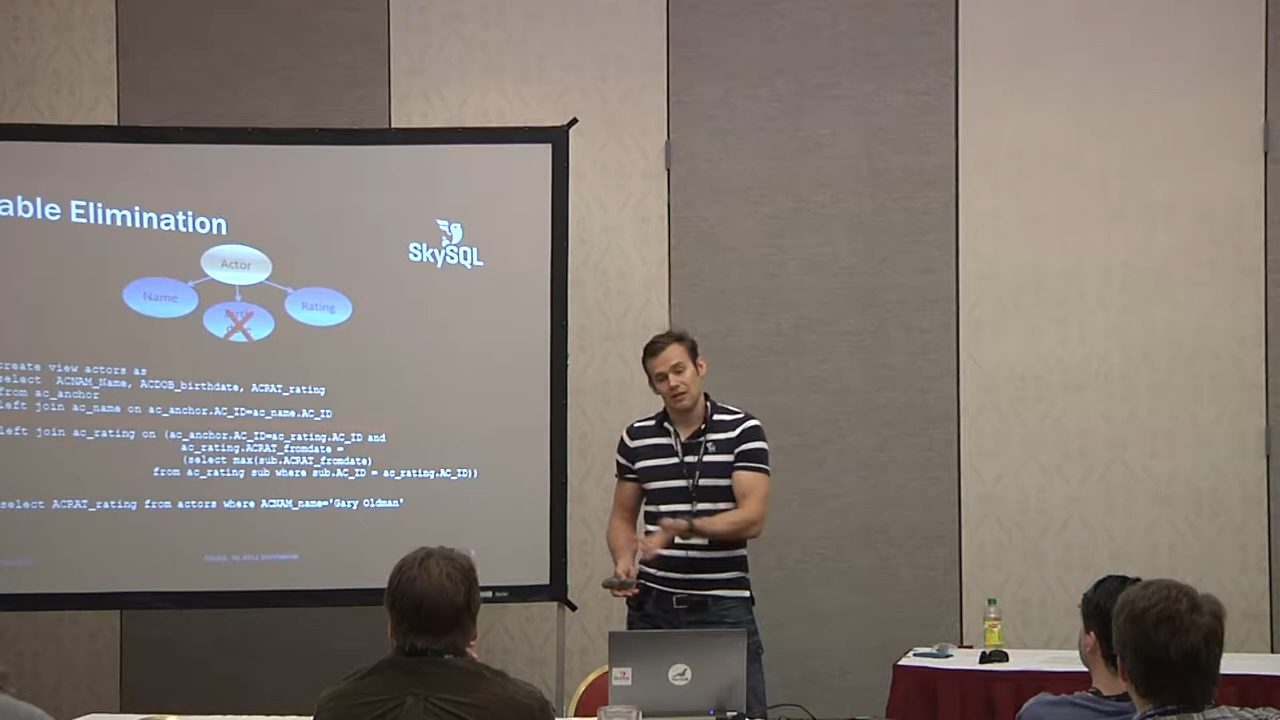 able Elimination
SkySQL
Actor
Name
Rating
create view actors as
select ACNAM_Name, ACDOB_birthdate, ACRAT_rating
from ac_anchor
left join ac_name on ac_anchor.AC_ID=ac_name.AC_ID
left join ac_rating on (ac_anchor.AC_ID=ac_rating.AC_ID and
ac_rating.ACRAT_fromdate =
(select max(sub.ACRAT_fromdate)
from ac_rating sub where sub.AC_ID = ac_rating.AC_ID))
select ACRAT_rating from actors where ACNAM_name='Gary Oldman'